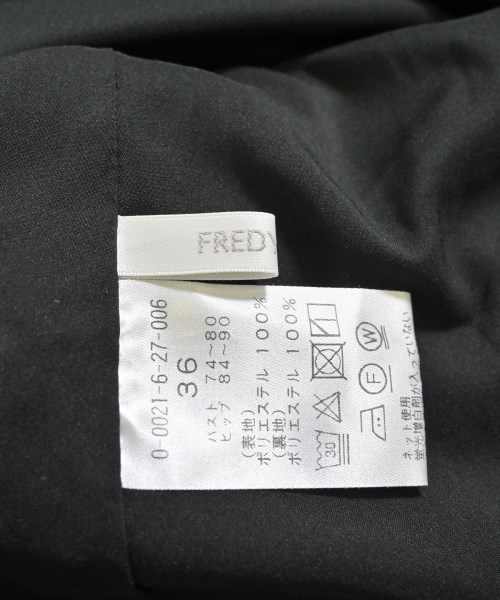 FREDY
0-0021-6-27-006
36
バスト 74～80
ヒップ 84～90
(表地)
ポリエステル 100%
(裏地)
ポリエステル 100%
30
F
W
ネット使用
蛍光増白剤が入っていない